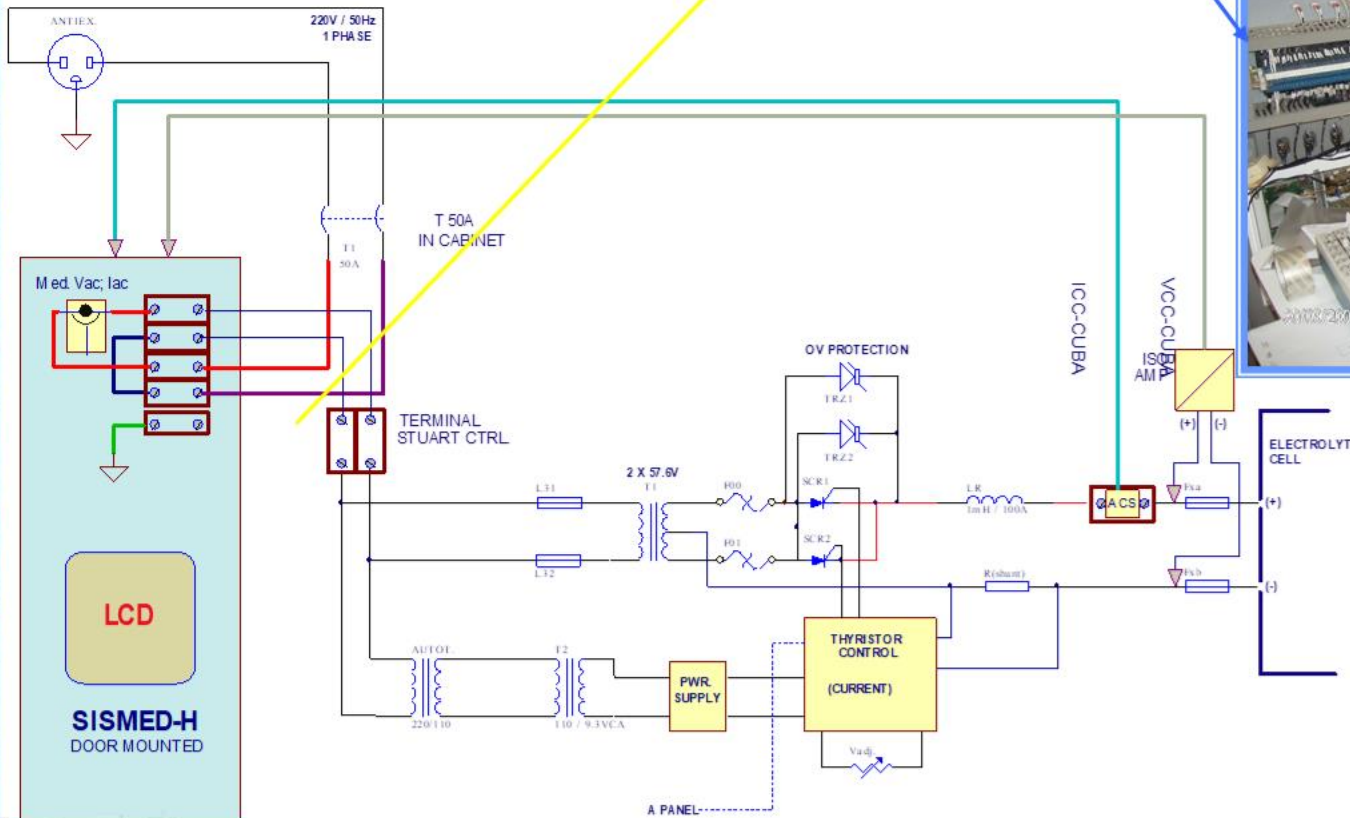 ANTIEX.
220V / 50Hz
1 PHASE
T 50A
IN CABINET
T1
50A
Med. Vac; Iac
TERMINAL
STUART CTRL
OV PROTECTION
TRZ1
TRZ2
ICC-CUBA
VCC-CUBA
ISO
AMP
(+)
(-)
ELECTROLYT
CELL
2 X 57.6V
T1
L31
L32
F00
F01
SCR1
SCR2
LR
1mH / 100A
ACS
Fxa
(+)
R(shunt)
Fxb
(-)
LCD
SISMED-H
DOOR MOUNTED
AUTOT.
220/110
T2
110 / 9.3VCA
PWR.
SUPPLY
THYRISTOR
CONTROL
(CURRENT)
Vadj.
A PANEL